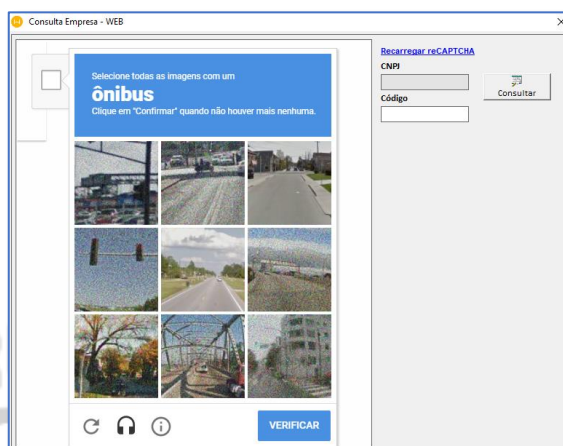 Consulta Empresa - WEB
Selecione todas as imagens com um
ônibus
Clique em "Confirmar" quando não houver mais nenhuma.
VERIFICAR
Recarregar reCAPTCHA
CNPJ
Consultar
Código